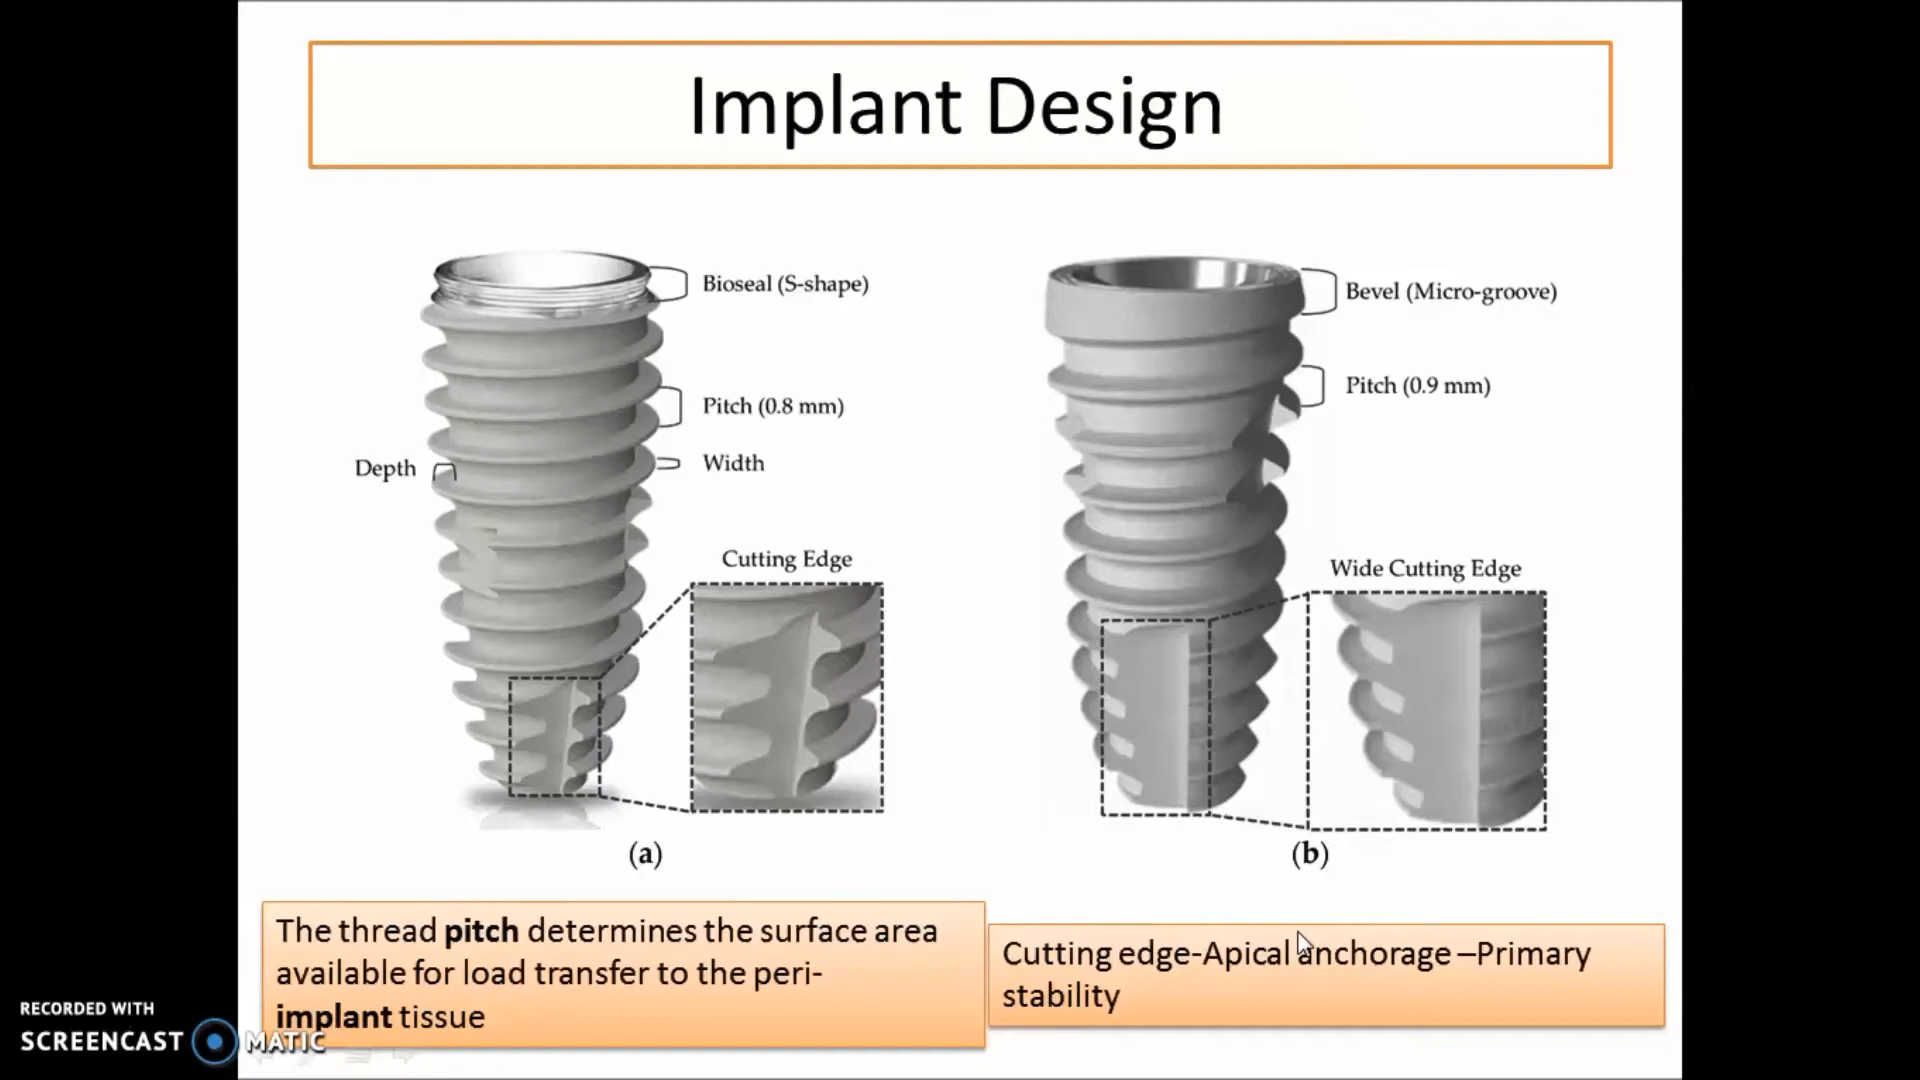 Implant Design
Bioseal (S-shape)
Pitch (0.8 mm)
Depth
Width
Cutting Edge
(a)
Bevel (Micro-groove)
Pitch (0.9 mm)
Wide Cutting Edge
(b)
The thread pitch determines the surface area
available for load transfer to the peri-
implant tissue
Cutting edge-Apical anchorage –Primary
stability
RECORDED WITH
SCREENCAST MATIC